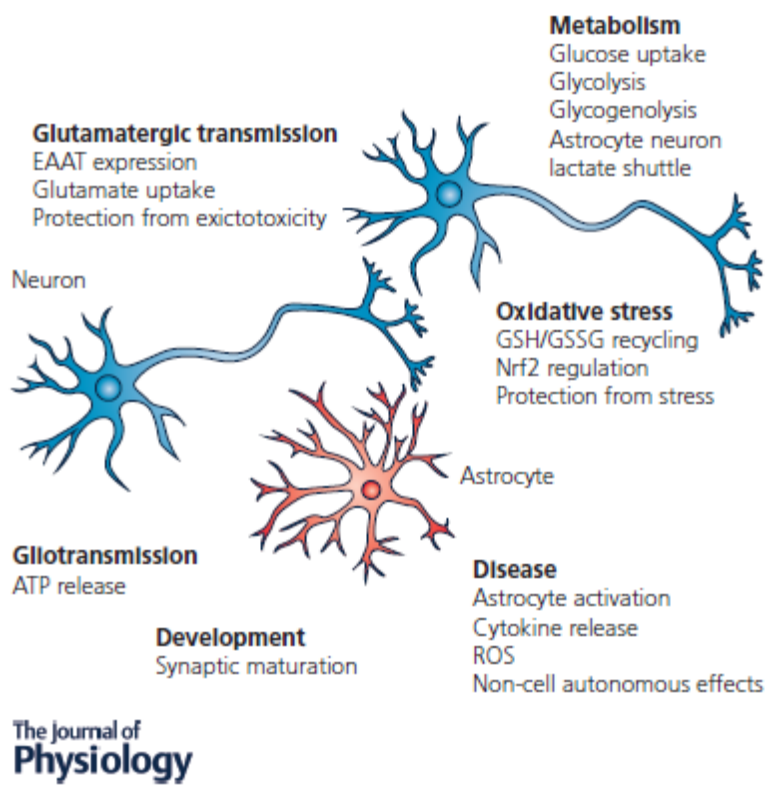 Metabolism
Glucose uptake
Glycolysis
Glycogenolysis
Astrocyte neuron
lactate shuttle
Glutamatergic transmission
EAAT expression
Glutamate uptake
Protection from exictotoxicity
Neuron
Oxidative stress
GSH/GSSG recycling
Nrf2 regulation
Protection from stress
Astrocyte
Gliotransmission
ATP release
Disease
Astrocyte activation
Cytokine release
ROS
Non-cell autonomous effects
Development
Synaptic maturation
The Journal of
Physiology